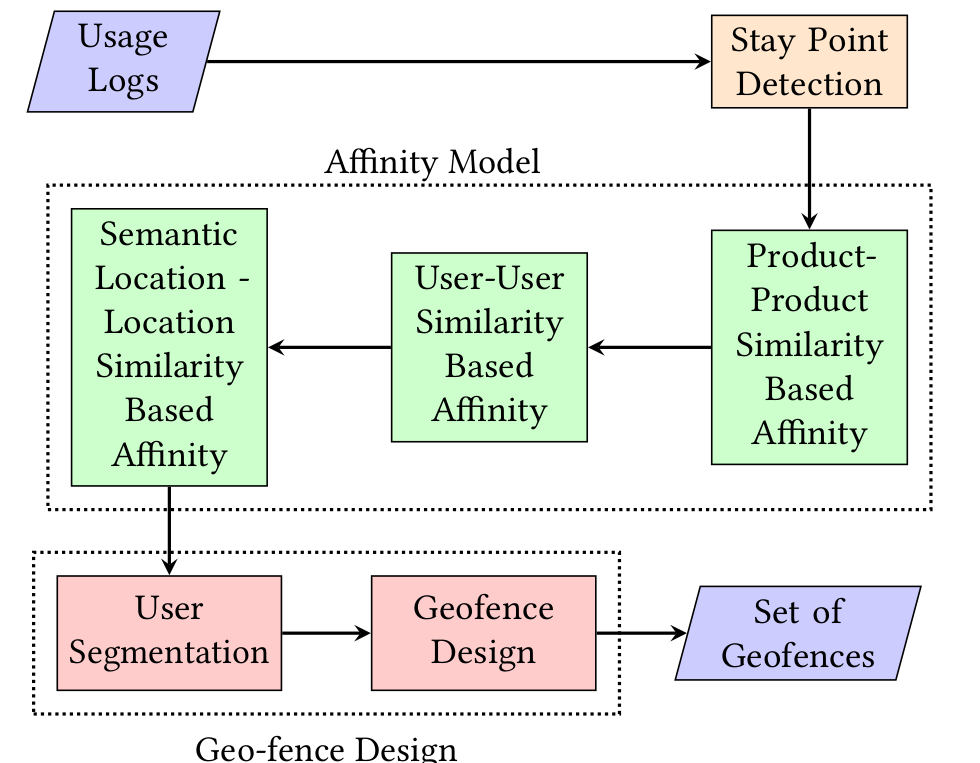 Usage
Logs
Stay Point
Detection
Affinity Model
Semantic
Location -
Location
Similarity
Based
Affinity
User-User
Similarity
Based
Affinity
Product-
Product
Similarity
Based
Affinity
User
Segmentation
Geofence
Design
Set of
Geofences
Geo-fence Design